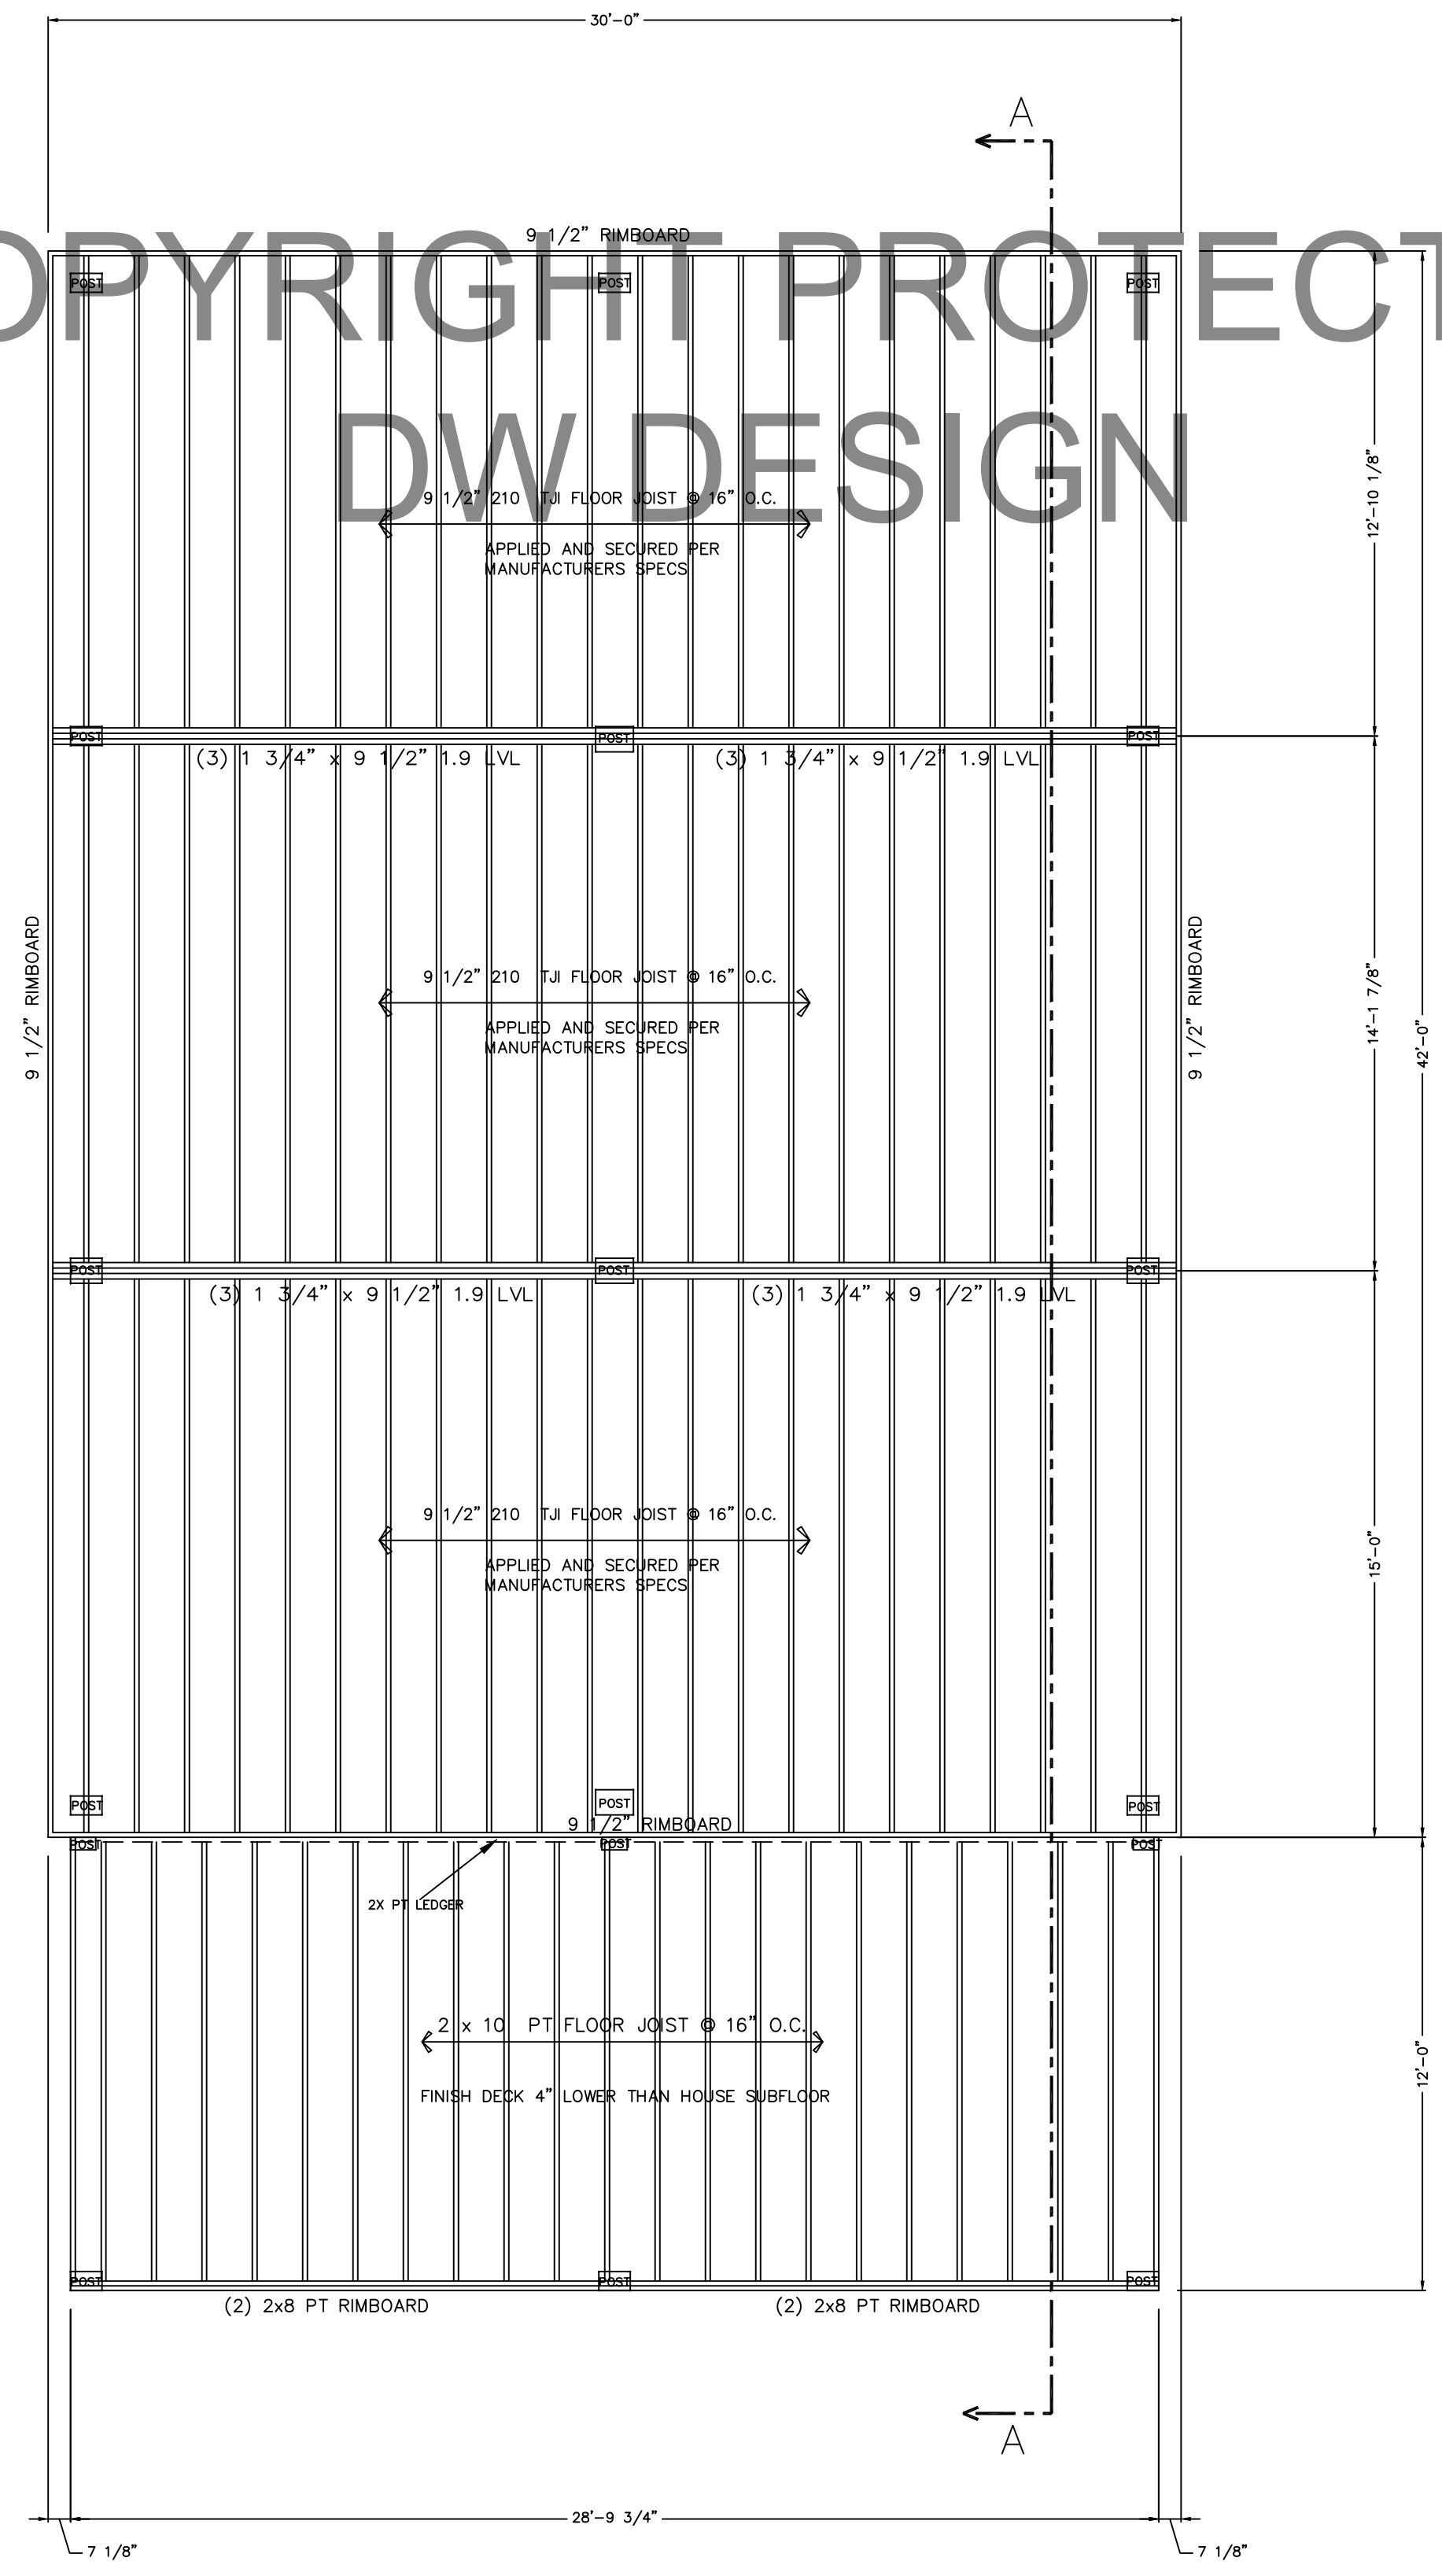 30'-0"
A
9 1/2" RIMBOARD
OPYRIGHT PROTECT
POST POST POST
DW DESIGN
12'-10 1/8"
9 1/2" 210 TJI FLOOR JOIST @ 16" O.C.
APPLIED AND SECURED PER
MANUFACTURERS SPECS
POST POST POST
(3) 1 3/4" x 9 1/2" 1.9 LVL (3) 1 3/4" x 9 1/2" 1.9 LVL
9 1/2" RIMBOARD
9 1/2" RIMBOARD
14'-1 7/8"
42'-0"
9 1/2" 210 TJI FLOOR JOIST @ 16" O.C.
APPLIED AND SECURED PER
MANUFACTURERS SPECS
POST POST POST
(3) 1 3/4" x 9 1/2" 1.9 LVL (3) 1 3/4" x 9 1/2" 1.9 LVL
9 1/2" 210 TJI FLOOR JOIST @ 16" O.C.
15'-0"
APPLIED AND SECURED PER
MANUFACTURERS SPECS
POST POST POST
9 1/2" RIMBOARD
POST POST POST
2X PT LEDGER
2 x 10 PT FLOOR JOIST @ 16" O.C.
12'-0"
FINISH DECK 4" LOWER THAN HOUSE SUBFLOOR
POST POST POST
(2) 2x8 PT RIMBOARD (2) 2x8 PT RIMBOARD
A
28'-9 3/4"
7 1/8" 7 1/8"